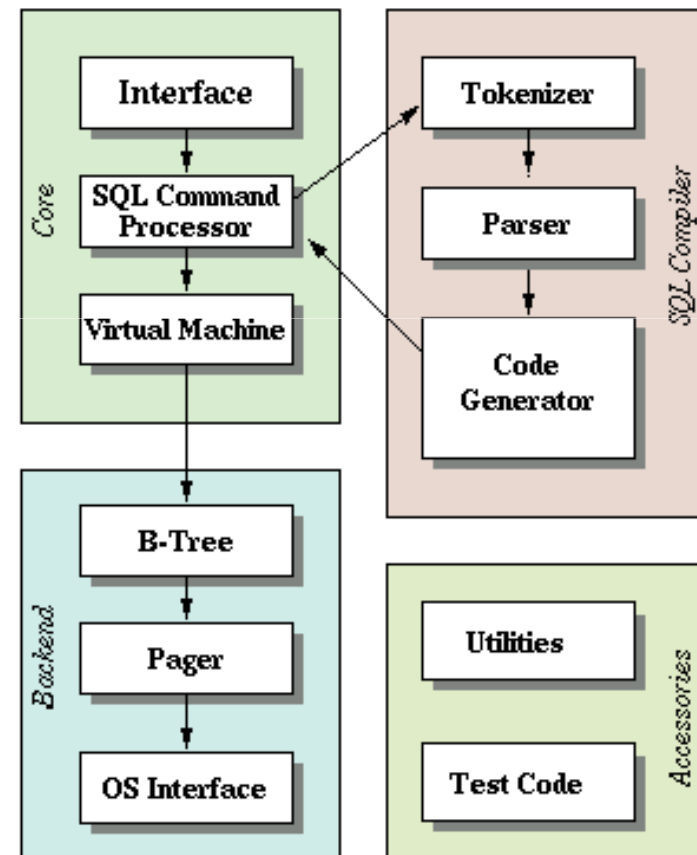 Core
Interface
SQL Command
Processor
Virtual Machine
SQL Compiler
Tokenizer
Parser
Code
Generator
Backend
B-Tree
Pager
OS Interface
Accessories
Utilities
Test Code